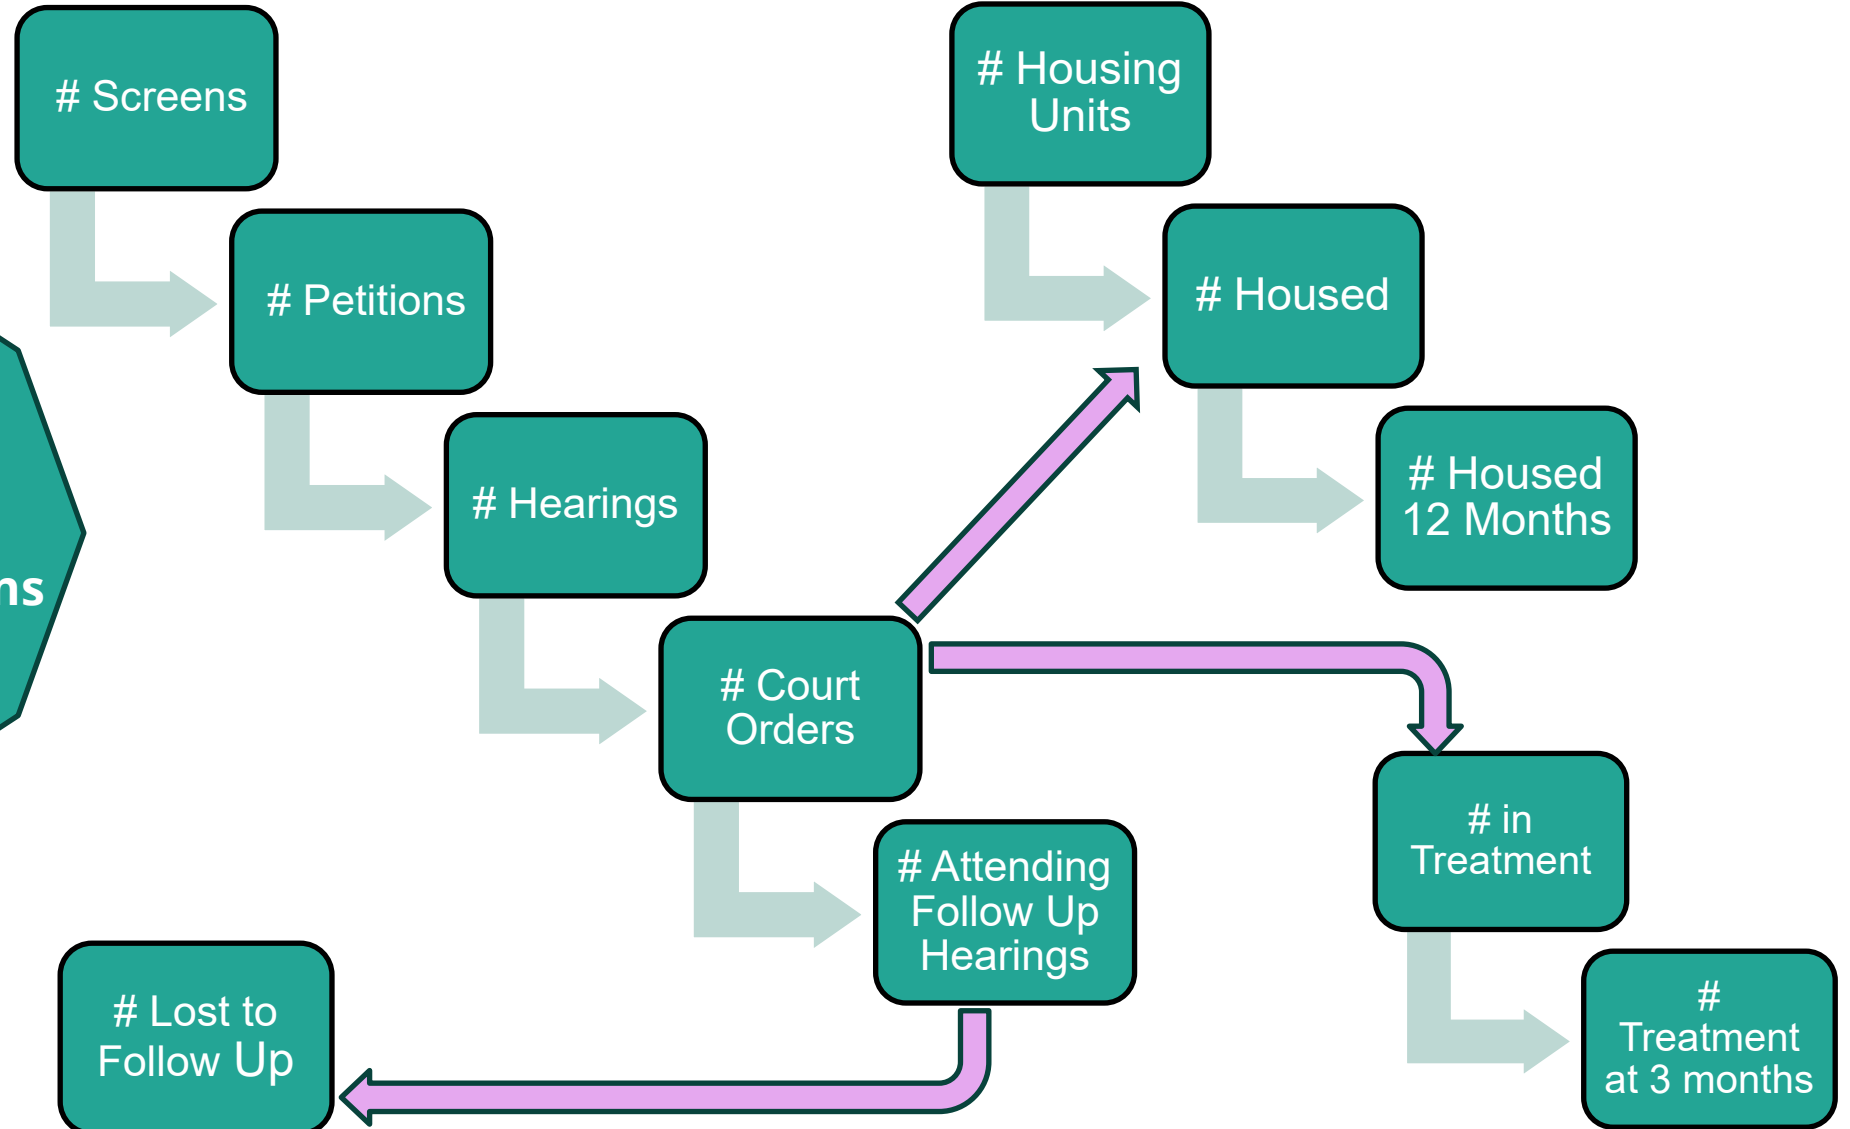 # Screens
# Petitions
# Hearings
# Court
Orders
# Attending
Follow Up
Hearings
# Lost to
Follow Up
# Housing
Units
# Housed
# Housed
12 Months
# in
Treatment
#
Treatment
at 3 months